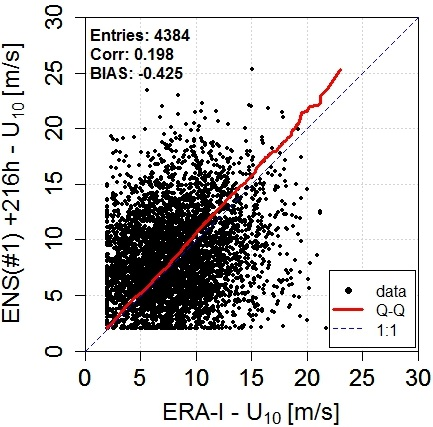 Entries: 4384
Corr: 0.198
BIAS: -0.425
ENS(#1) +216h - U10 [m/s]
30
25
20
15
10
5
0
data
Q-Q
1:1
0 5 10 15 20 25 30
ERA-I - U10 [m/s]